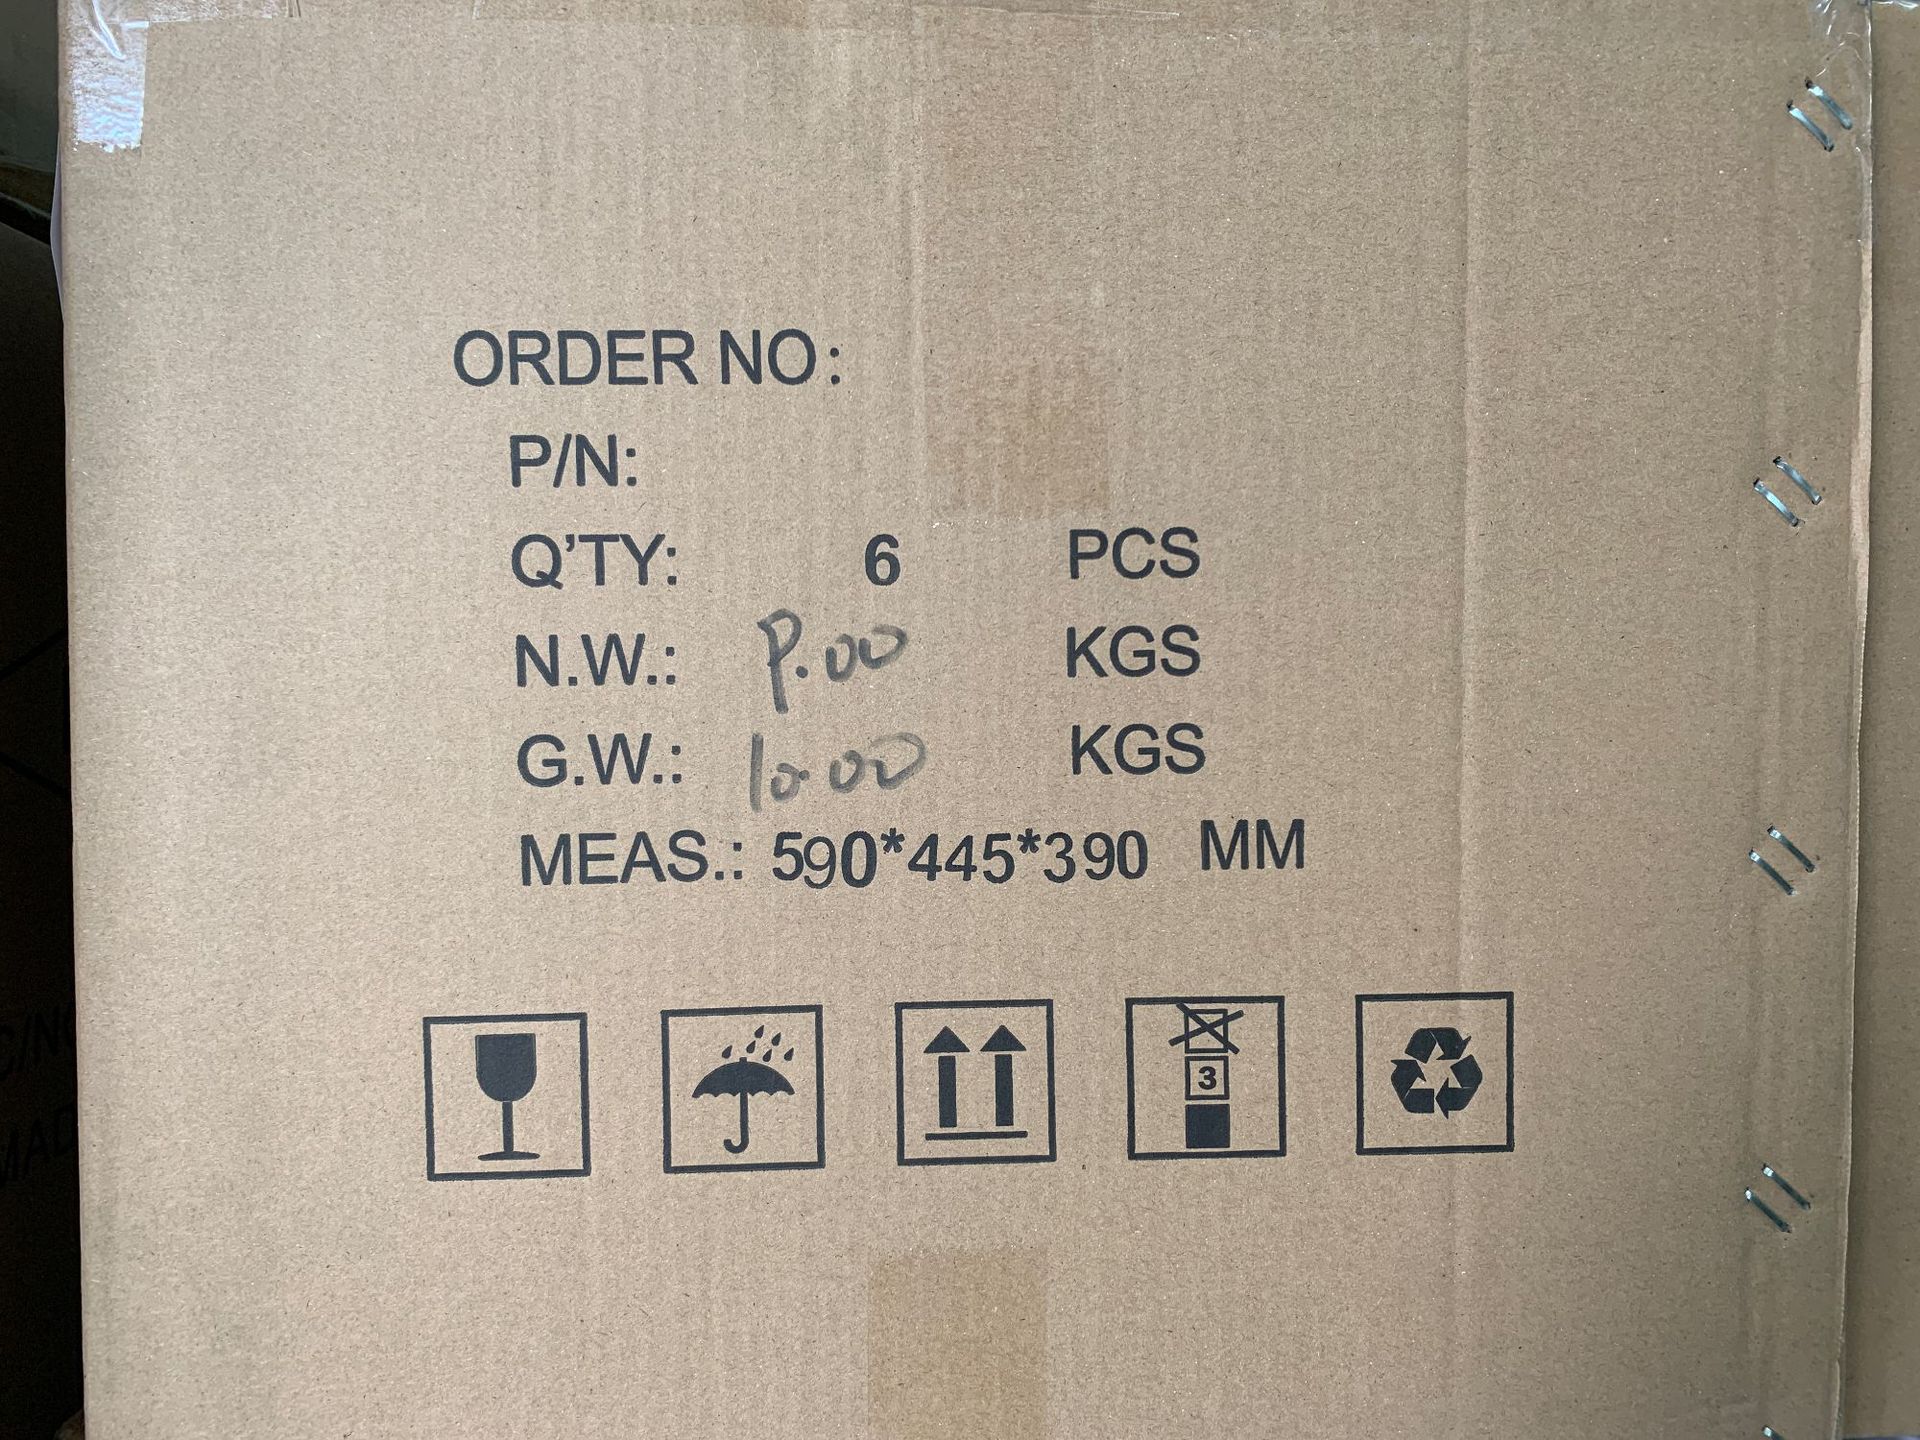 ORDER NO:
P/N:
Q'TY: 6 PCS
N.W.: 9.00 KGS
G.W.: 10.00 KGS
MEAS.: 590*445*390 MM
3